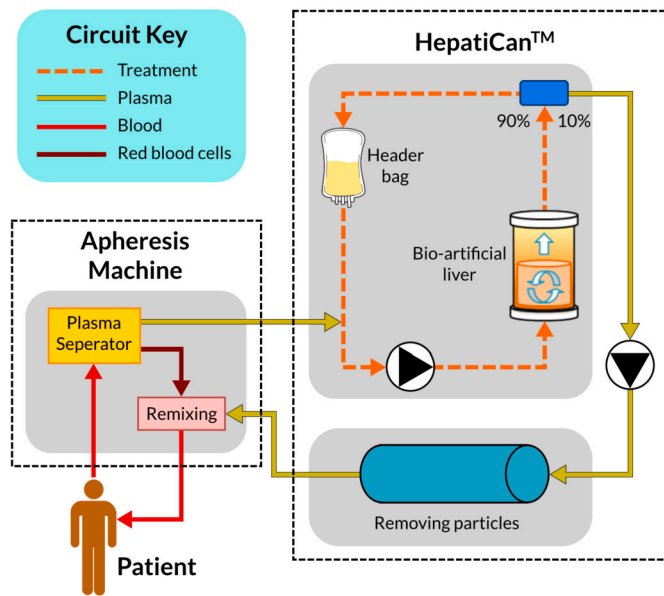 Circuit Key
Treatment
Plasma
Blood
Red blood cells
HepatiCan™
90% 10%
Header
bag
Bio-artificial
liver
Apheresis
Machine
Plasma
Seperator
Remixing
Removing particles
Patient